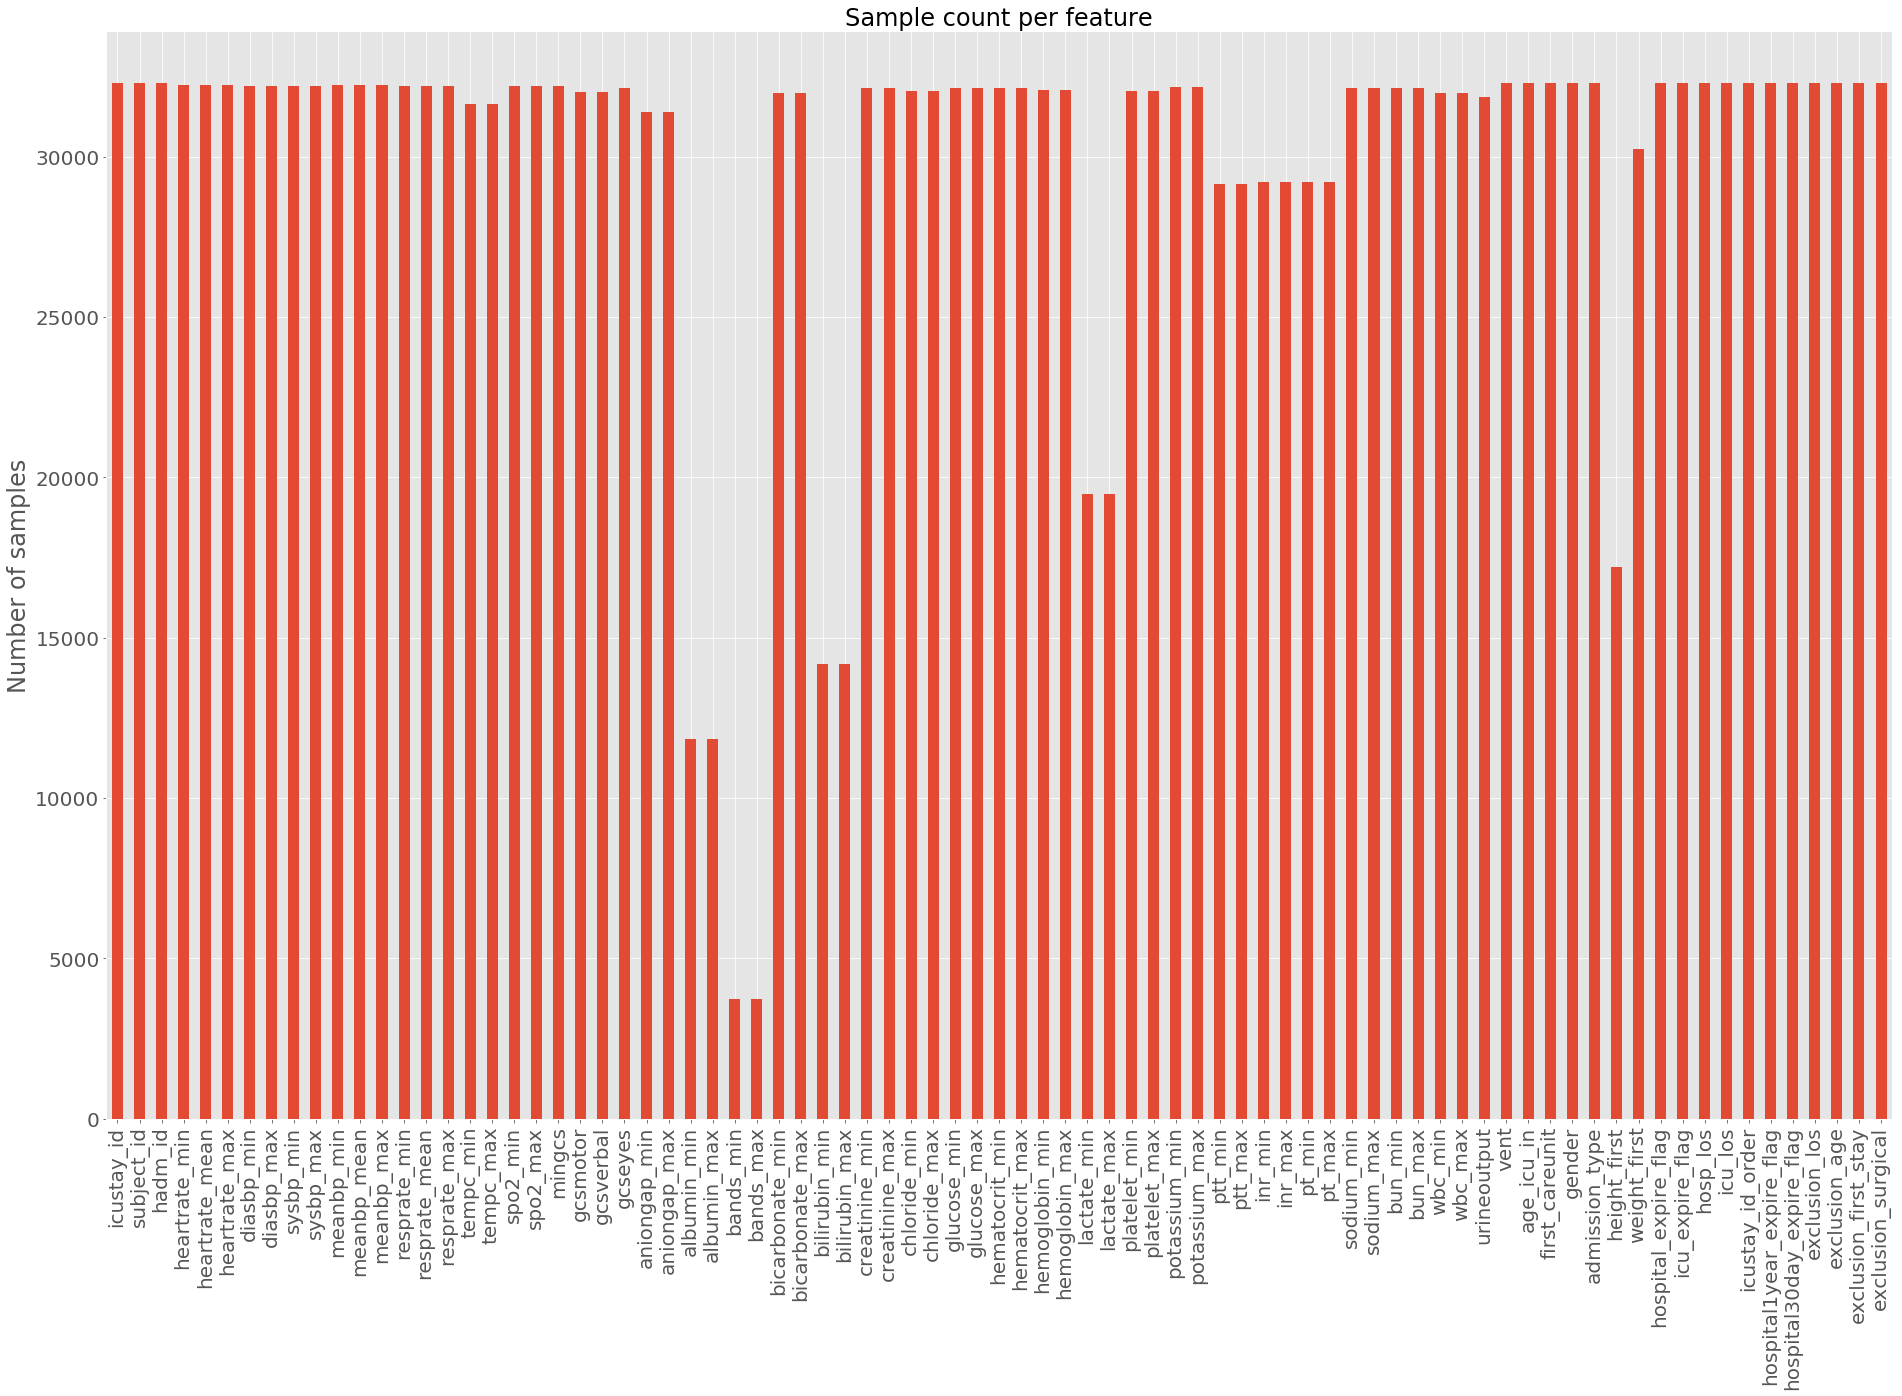 Sample count per feature
Number of samples
30000
25000
20000
15000
10000
5000
0
icustay_id
subject_id
hadm_id
heartrate_min
heartrate_mean
heartrate_max
diasbp_min
diasbp_max
sysbp_min
sysbp_max
meanbp_min
meanbp_mean
meanbp_max
resprate_min
resprate_mean
resprate_max
tempc_min
tempc_max
spo2_min
spo2_max
mingcs
gcsmotor
gcsverbal
gcseyes
aniongap_min
aniongap_max
albumin_min
albumin_max
bands_min
bands_max
bicarbonate_min
bicarbonate_max
bilirubin_min
bilirubin_max
creatinine_min
creatinine_max
chloride_min
chloride_max
glucose_min
glucose_max
hematocrit_min
hematocrit_max
hemoglobin_min
hemoglobin_max
lactate_min
lactate_max
platelet_min
platelet_max
potassium_min
potassium_max
ptt_min
ptt_max
inr_min
inr_max
pt_min
pt_max
sodium_min
sodium_max
bun_min
bun_max
wbc_min
wbc_max
urineoutput
vent
age_icu_in
first_careunit
gender
admission_type
height_first
weight_first
hospital_expire_flag
icu_expire_flag
hosp_los
icu_los
icustay_id_order
hospital1year_expire_flag
hospital30day_expire_flag
exclusion_los
exclusion_age
exclusion_first_stay
exclusion_surgical